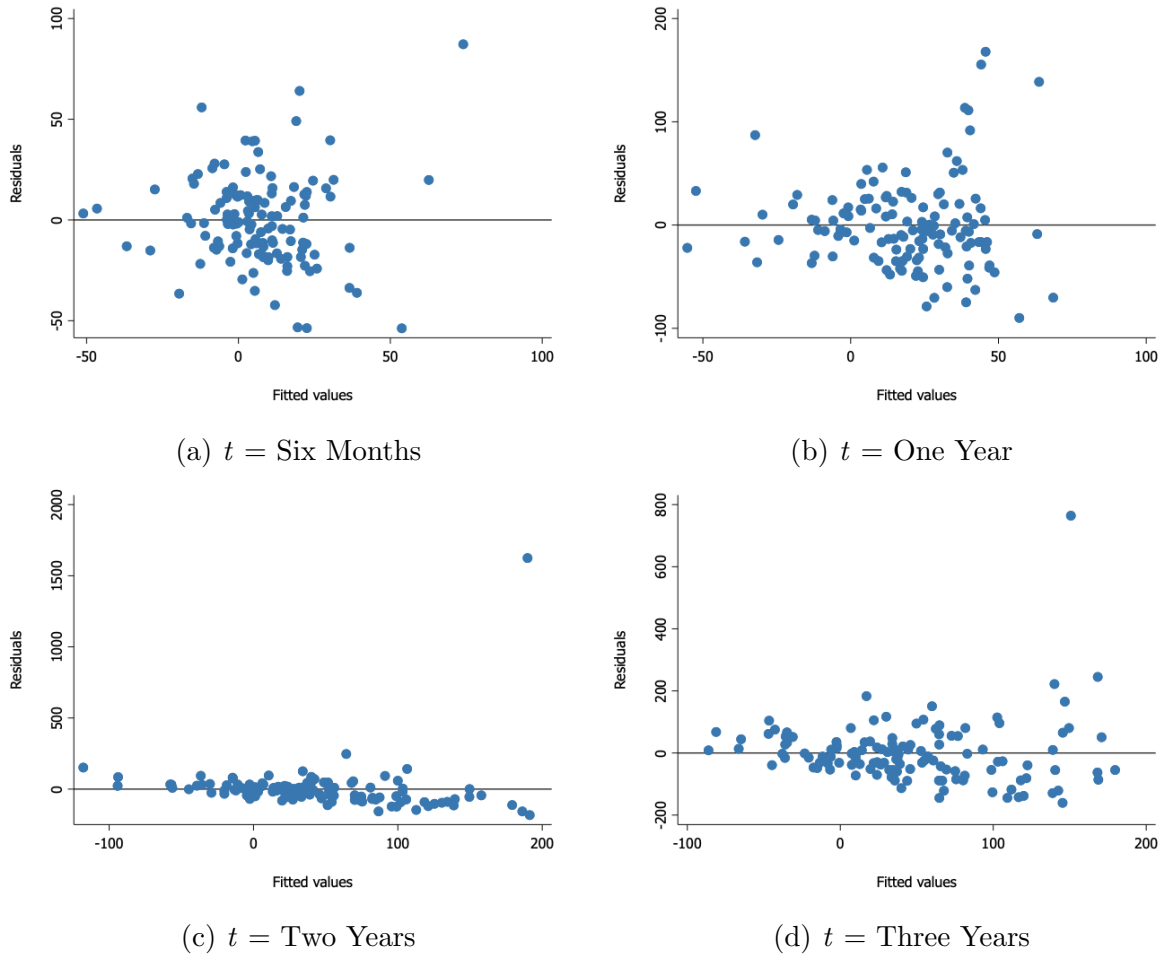 100
50
0
-50
Residuals
-50
0
50
100
Fitted values
(a) t = Six Months
200
100
0
-100
Residuals
-50
0
50
100
Fitted values
(b) t = One Year
2000
1500
1000
500
0
Residuals
-100
0
100
200
Fitted values
(c) t = Two Years
800
600
400
200
0
-200
Residuals
-100
0
100
200
Fitted values
(d) t = Three Years